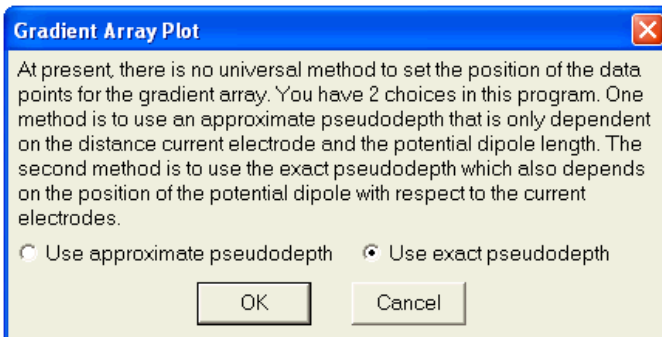 Gradient Array Plot
At present, there is no universal method to set the position of the data
points for the gradient array. You have 2 choices in this program. One
method is to use an approximate pseudodepth that is only dependent
on the distance current electrode and the potential dipole length. The
second method is to use the exact pseudodepth which also depends
on the position of the potential dipole with respect to the current
electrodes.
Use approximate pseudodepth Use exact pseudodepth
OK Cancel